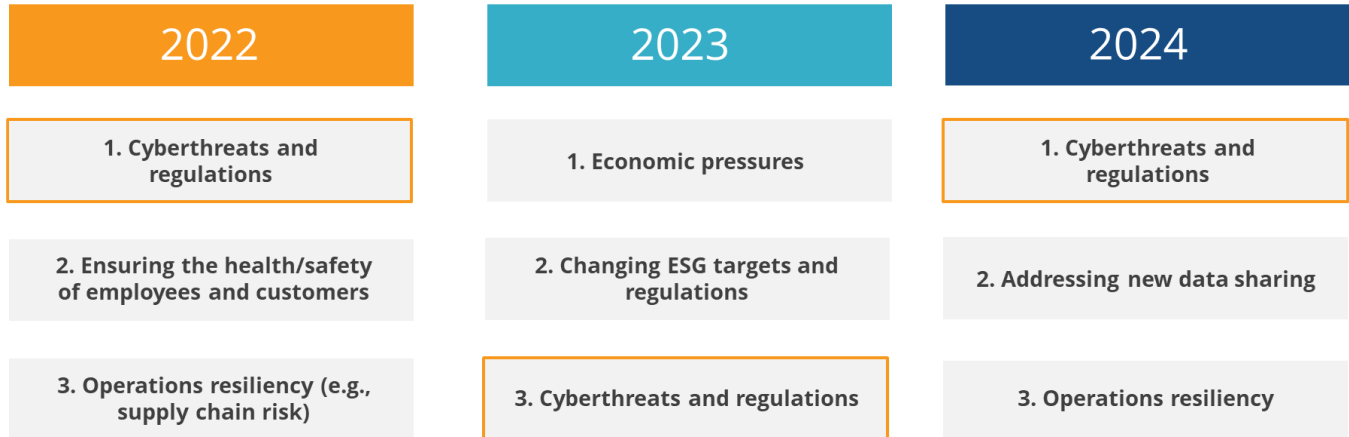 2022
1. Cyberthreats and
regulations
2. Ensuring the health/safety
of employees and customers
3. Operations resiliency (e.g.,
supply chain risk)
2023
1. Economic pressures
2. Changing ESG targets and
regulations
3. Cyberthreats and regulations
2024
1. Cyberthreats and
regulations
2. Addressing new data sharing
3. Operations resiliency